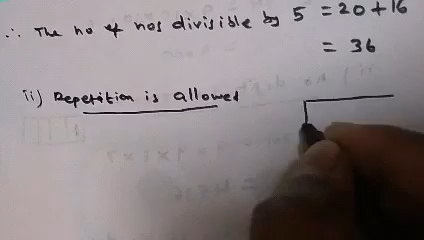 ∴ The no of nos divisible by 5 = 20 + 16
= 36
ii) Repetition is allowed